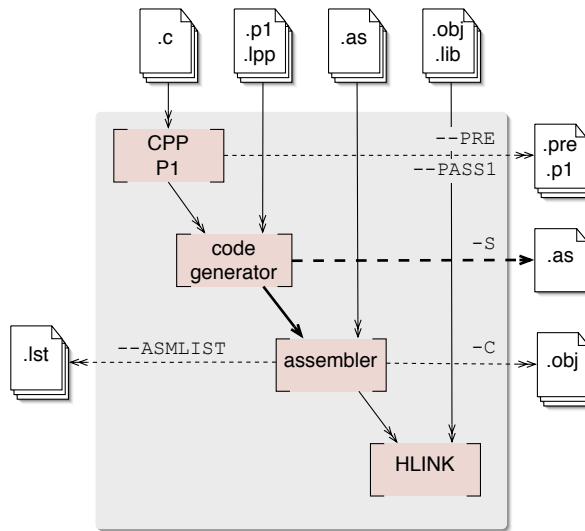 .c
.p1
.lpp
.as
.obj
.lib
CPP
P1
--PRE
--PASS1
.pre
.p1
code
generator
-S
.as
.lst
--ASMLIST
assembler
-C
.obj
HLINK